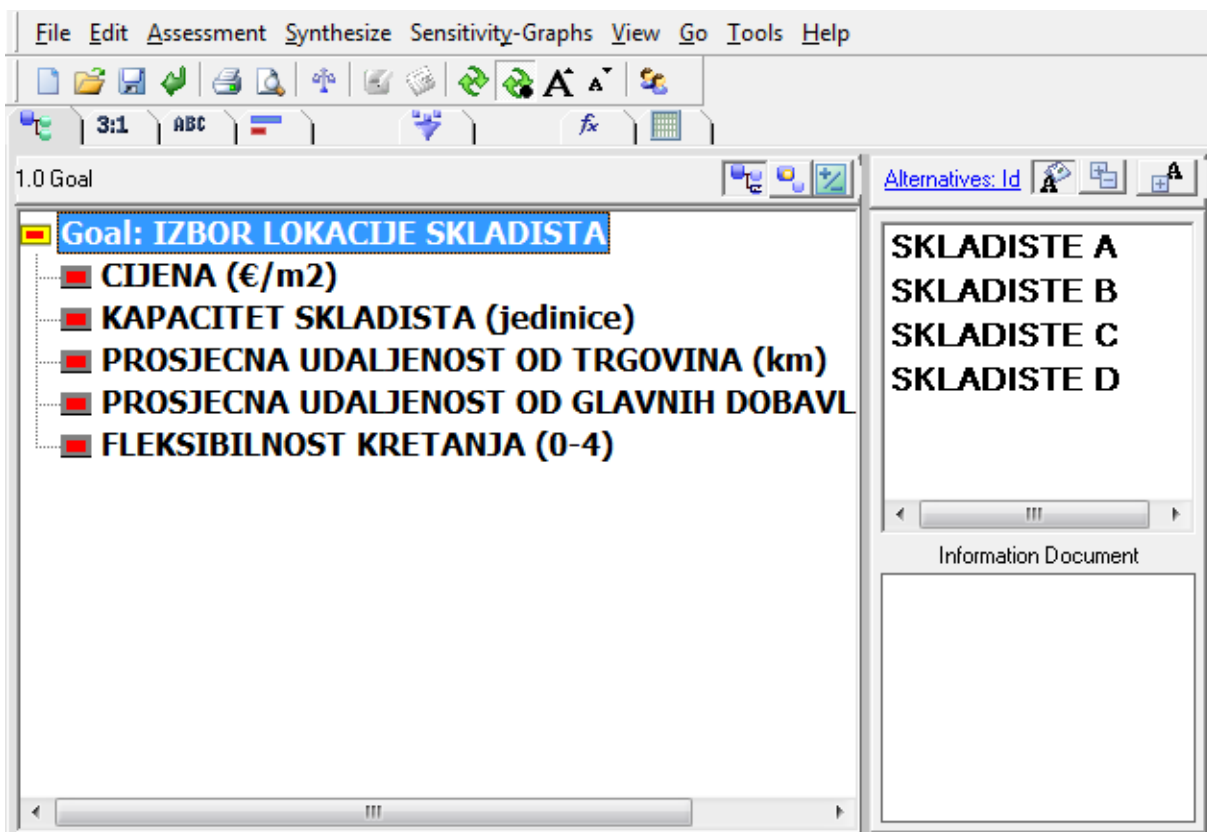 File Edit Assessment Synthesize Sensitivity-Graphs View Go Tools Help
A A
3:1 ABC fx
1.0 Goal
Alternatives: Id A A
Goal: IZBOR LOKACIJE SKLADISTA
CIJENA (€/m2)
KAPACITET SKLADISTA (jedinice)
PROSJECNA UDALJENOST OD TRGOVINA (km)
PROSJECNA UDALJENOST OD GLAVNIH DOBAVL
FLEKSIBILNOST KRETANJA (0-4)
SKLADISTE A
SKLADISTE B
SKLADISTE C
SKLADISTE D
Information Document